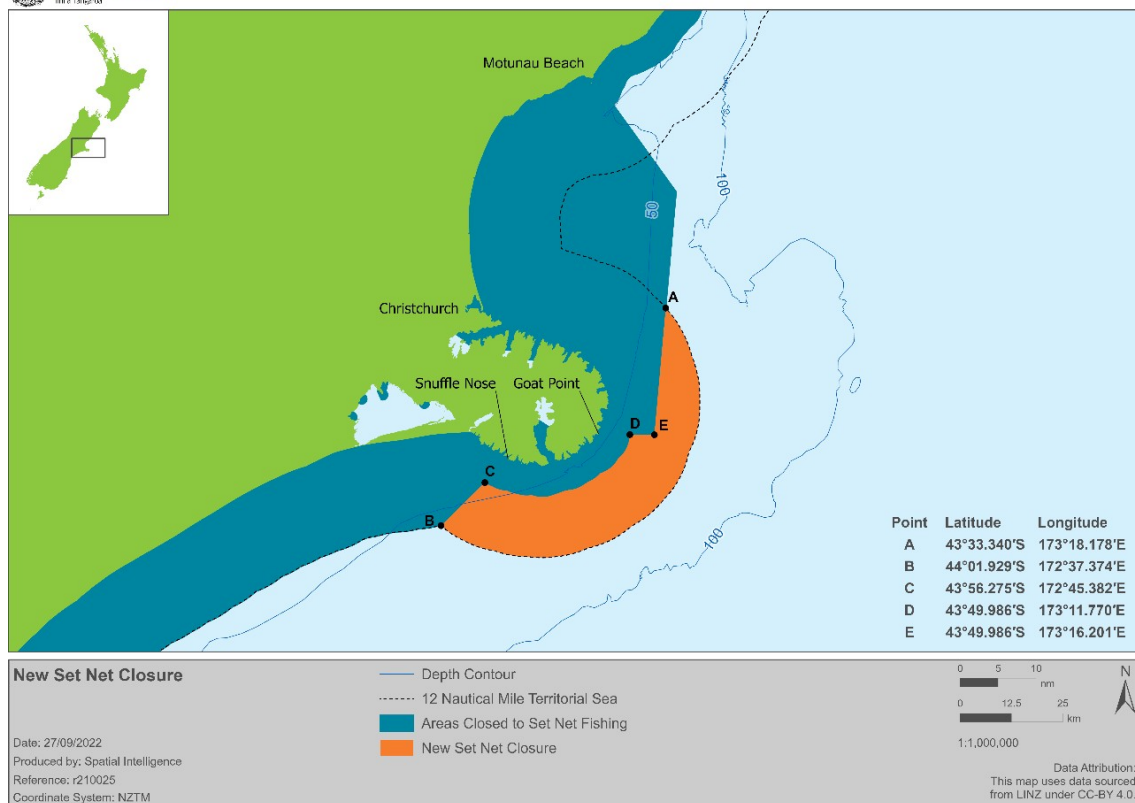 Motunau Beach
100
50
A
Christchurch
Snuffle Nose
Goat Point
D
E
C
B
100
Point Latitude Longitude
A 43°33.340'S 173°18.178'E
B 44°01.929'S 172°37.374'E
C 43°56.275'S 172°45.382'E
D 43°49.986'S 173°11.770'E
E 43°49.986'S 173°16.201'E
New Set Net Closure
Date: 27/09/2022
Produced by: Spatial Intelligence
Reference: r210025
Coordinate System: NZTM
Depth Contour
12 Nautical Mile Territorial Sea
Areas Closed to Set Net Fishing
New Set Net Closure
0 5 10
nm
0 12.5 25
km
1:1,000,000
N
Data Attribution:
This map uses data sourced
from LINZ under CC-BY 4.0.